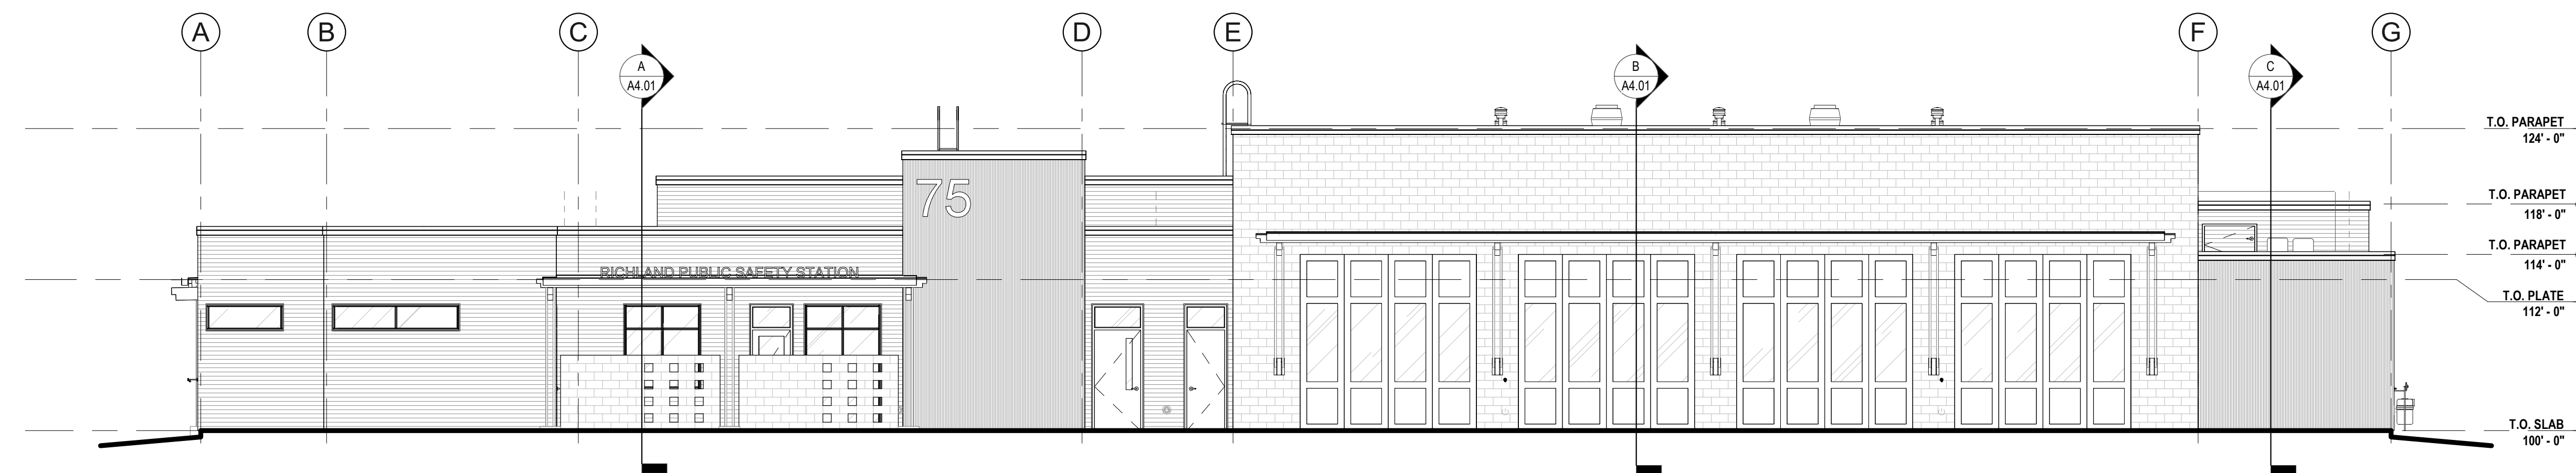 A
B
C
D
E
F
G
A
A4.01
B
A4.01
C
A4.01
T.O. PARAPET
124' - 0"
T.O. PARAPET
118' - 0"
T.O. PARAPET
114' - 0"
T.O. PLATE
112' - 0"
T.O. SLAB
100' - 0"
75
RICHLAND PUBLIC SAFETY STATION